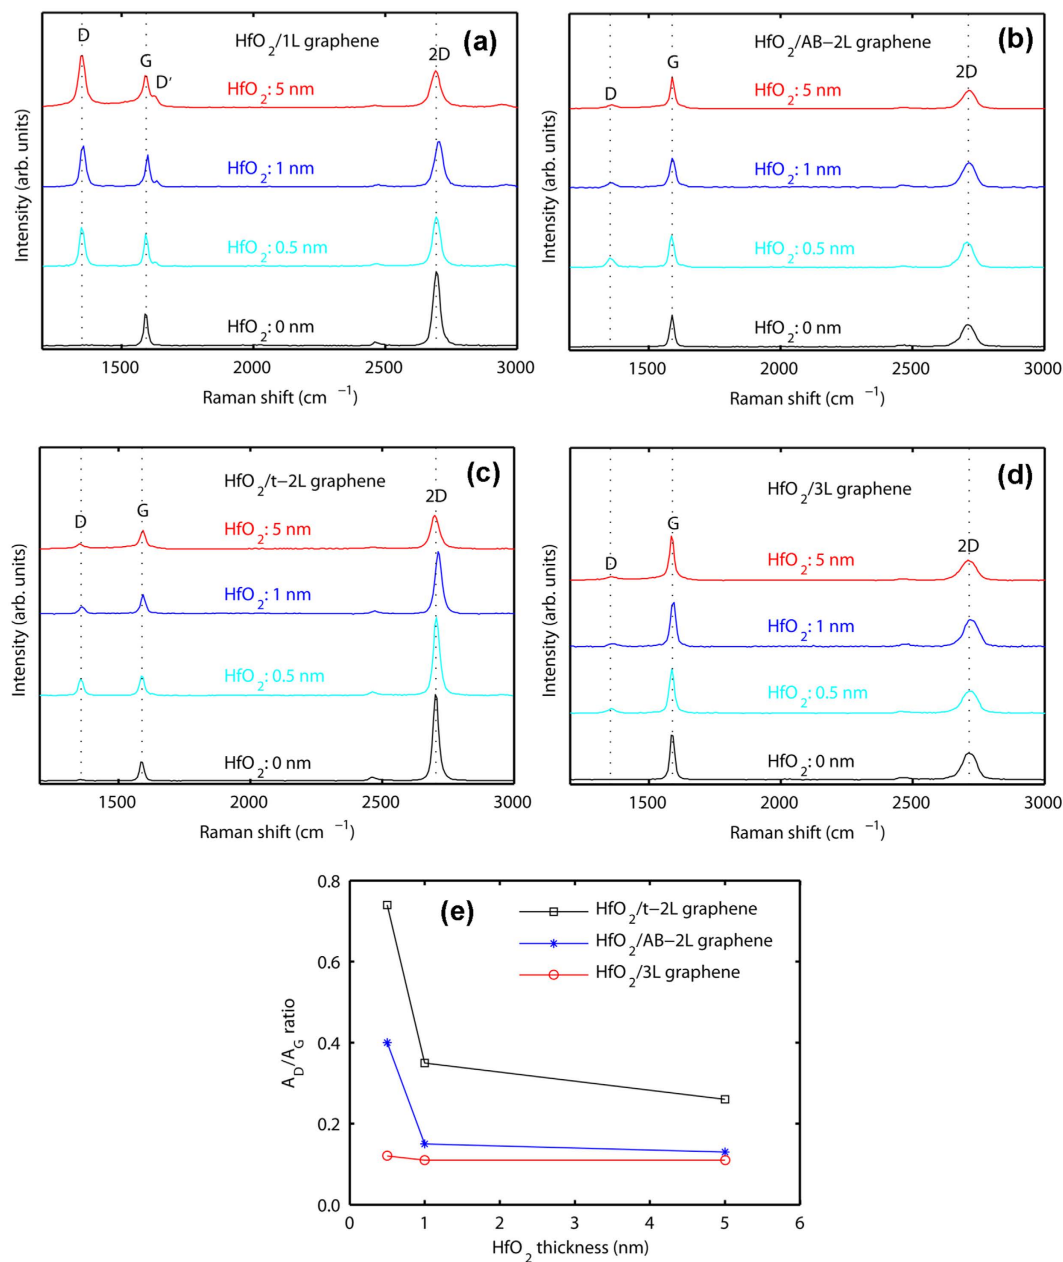 (a)
HfO2/1L graphene
D
G
D'
2D
HfO2: 5 nm
HfO2: 1 nm
HfO2: 0.5 nm
HfO2: 0 nm
Intensity (arb. units)
1500 2000 2500 3000
Raman shift (cm −1)
(b)
HfO2/AB−2L graphene
D
G
2D
HfO2: 5 nm
HfO2: 1 nm
HfO2: 0.5 nm
HfO2: 0 nm
Intensity (arb. units)
1500 2000 2500 3000
Raman shift (cm −1)
(c)
HfO2/t−2L graphene
D
G
2D
HfO2: 5 nm
HfO2: 1 nm
HfO2: 0.5 nm
HfO2: 0 nm
Intensity (arb. units)
1500 2000 2500 3000
Raman shift (cm −1)
(d)
HfO2/3L graphene
D
G
2D
HfO2: 5 nm
HfO2: 1 nm
HfO2: 0.5 nm
HfO2: 0 nm
Intensity (arb. units)
1500 2000 2500 3000
Raman shift (cm −1)
(e)
HfO2/t−2L graphene
HfO2/AB−2L graphene
HfO2/3L graphene
AD/AG ratio
0.8
0.6
0.4
0.2
0.0
0 1 2 3 4 5 6
HfO2 thickness (nm)